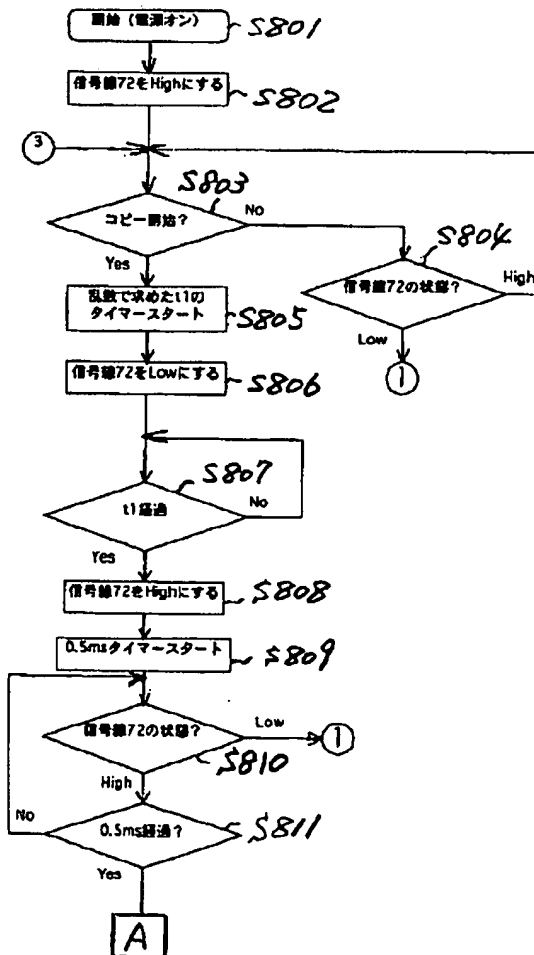 開始（電源オン）
S801
信号線72をHighにする
S802
3
S803
コピー開始？
No
Yes
S804
信号線72の状態？
High
Low
1
乱数で求めたt1の
タイマースタート
S805
信号線72をLowにする
S806
S807
t1経過
No
Yes
信号線72をHighにする
S808
0.5msタイマースタート
S809
信号線72の状態？
Low
1
S810
High
0.5ms経過？
S811
No
Yes
A